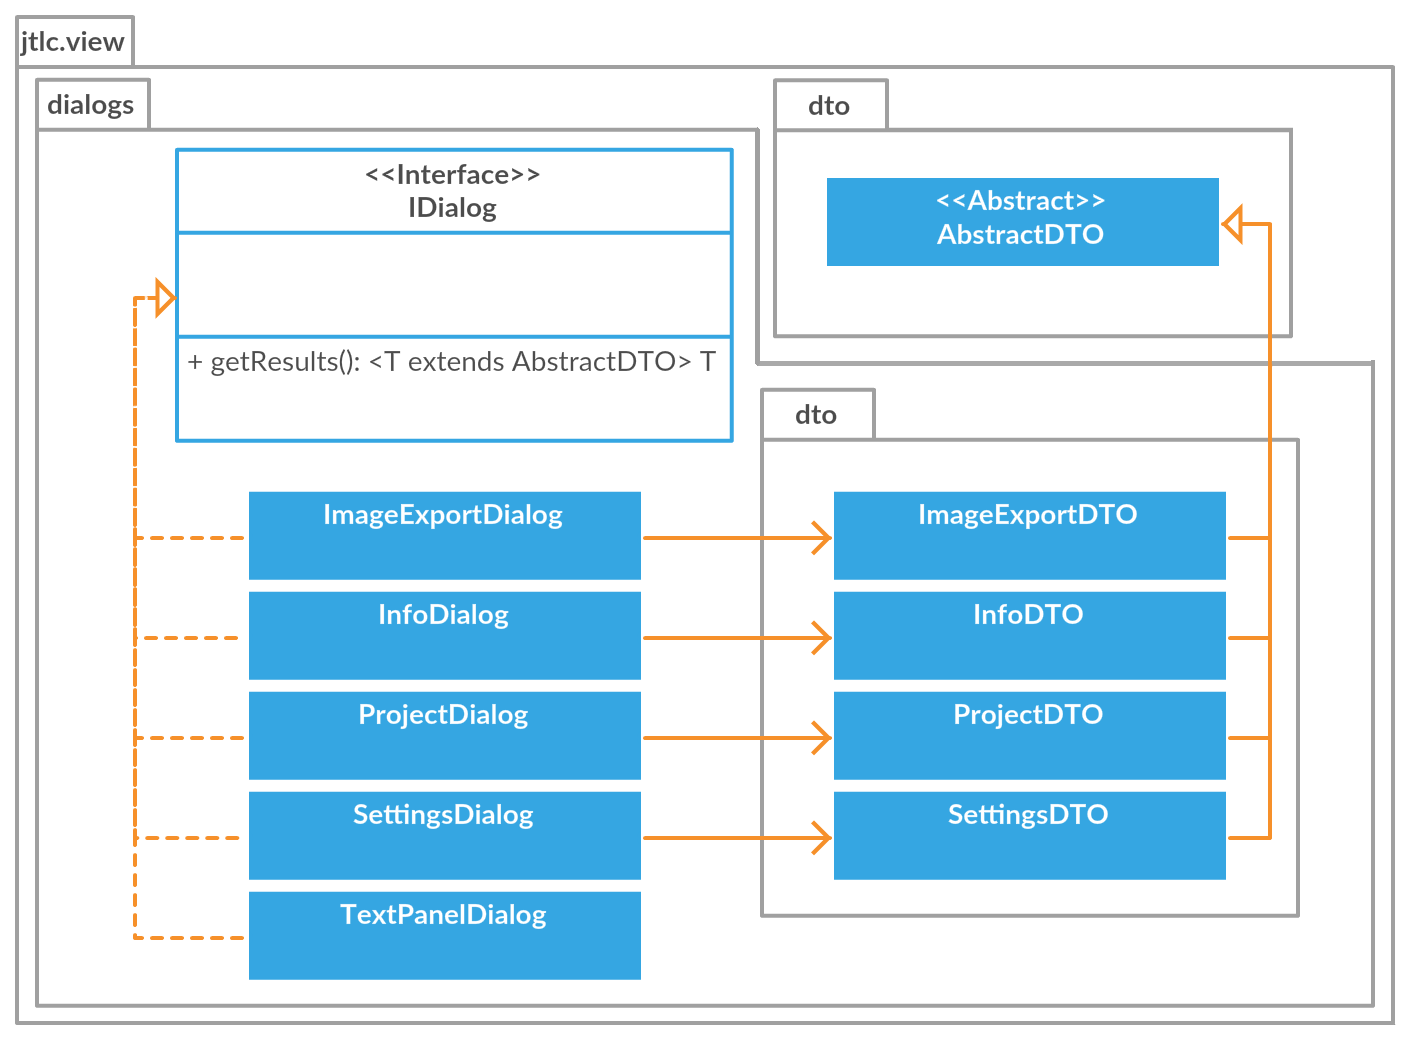 jtlc.view
dialogs
dto
<<Interface>>
IDialog
<<Abstract>>
AbstractDTO
+ getResults(): <T extends AbstractDTO> T
dto
ImageExportDialog
ImageExportDTO
InfoDialog
InfoDTO
ProjectDialog
ProjectDTO
SettingsDialog
SettingsDTO
TextPanelDialog